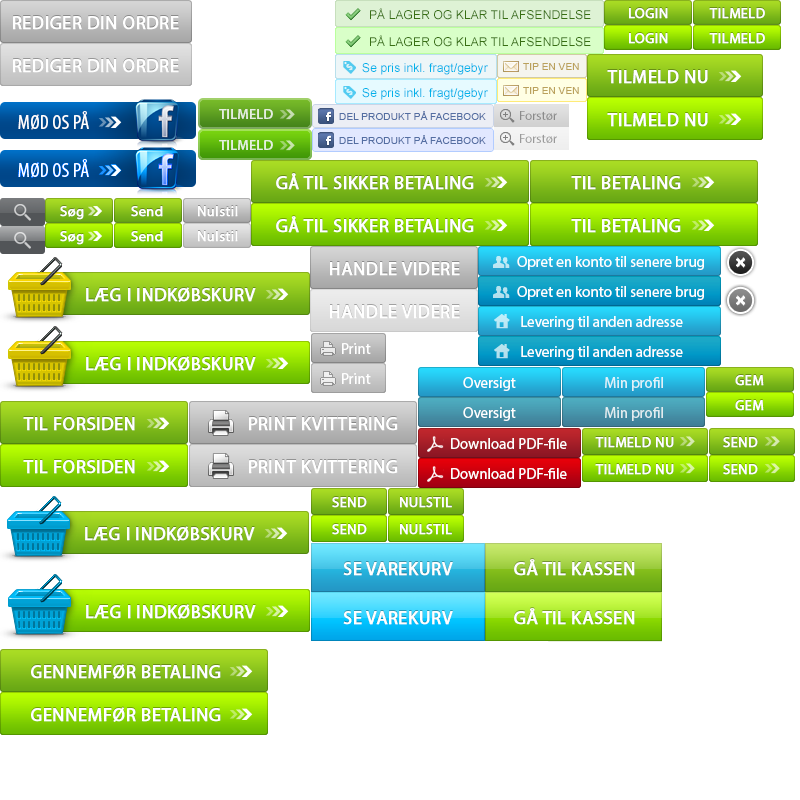 REDIGER DIN ORDRE
REDIGER DIN ORDRE
PÅ LAGER OG KLAR TIL AFSENDELSE
PÅ LAGER OG KLAR TIL AFSENDELSE
LOGIN
TILMELD
LOGIN
TILMELD
Se pris inkl. fragt/gebyr
TIP EN VEN
Se pris inkl. fragt/gebyr
TIP EN VEN
TILMELD NU
TILMELD NU
MØD OS PÅ
MØD OS PÅ
TILMELD
TILMELD
DEL PRODUKT PÅ FACEBOOK
Forstør
DEL PRODUKT PÅ FACEBOOK
Forstør
GÅ TIL SIKKER BETALING
TIL BETALING
GÅ TIL SIKKER BETALING
TIL BETALING
Søg
Send
Nulstil
Søg
Send
Nulstil
LÆG I INDKØBSKURV
LÆG I INDKØBSKURV
HANDLE VIDERE
HANDLE VIDERE
Opret en konto til senere brug
Opret en konto til senere brug
Levering til anden adresse
Levering til anden adresse
Print
Print
Oversigt
Min profil
GEM
Oversigt
Min profil
GEM
TIL FORSIDEN
PRINT KVITTERING
TIL FORSIDEN
PRINT KVITTERING
Download PDF-file
TILMELD NU
SEND
Download PDF-file
TILMELD NU
SEND
LÆG I INDKØBSKURV
LÆG I INDKØBSKURV
SEND
NULSTIL
SEND
NULSTIL
SE VAREKURV
GÅ TIL KASSEN
SE VAREKURV
GÅ TIL KASSEN
GENNEMFØR BETALING
GENNEMFØR BETALING